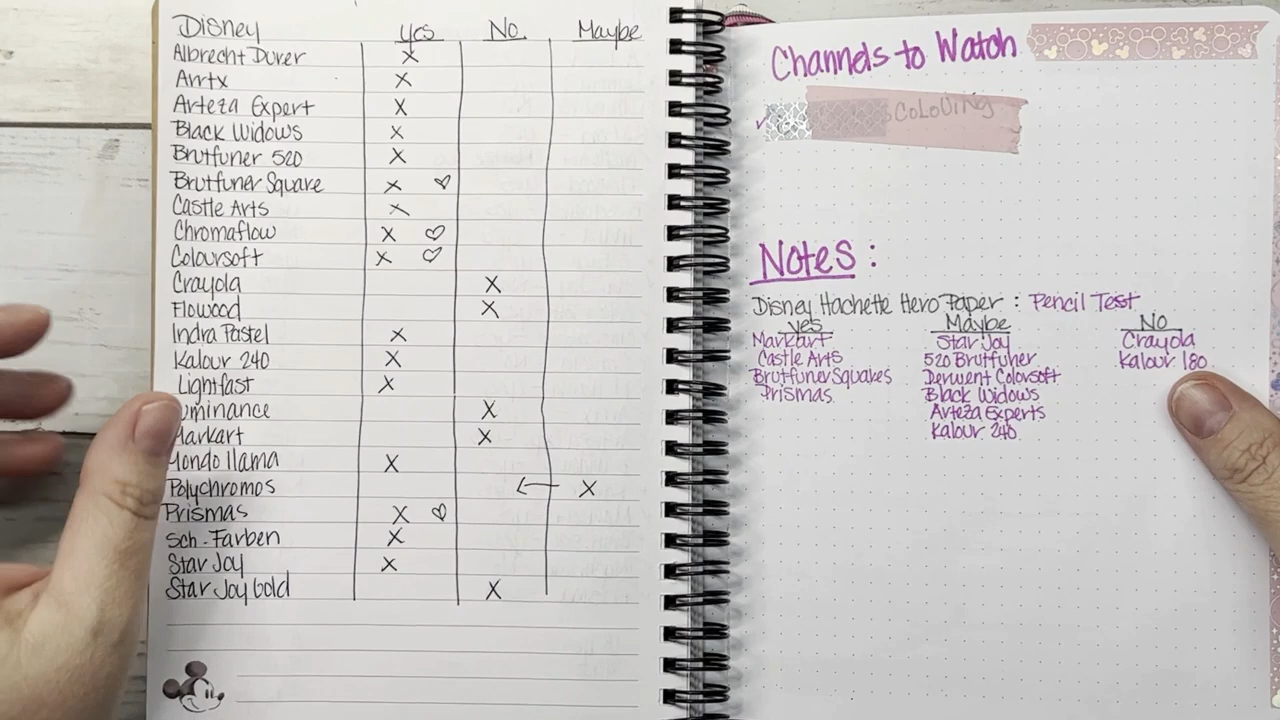 Disney Yes No. Maybe
Albrecht Durer X
Arrtx X
Arteza Expert X
Black Widows X
Brutfuner 520 X
Brutfuner Square X ♡
Castle Arts X
Chromaflow X ♡
Coloursoft X ♡
Crayola X
Flowood X
Indra Pastel X
Kalour 240 X
Lightfast X
uminance X
Markart X
Mondo llama X
Polychromos ← X
Prismas X ♡
Sch. Farben X
Star Joy X
Star Joy Gold X
Channels to Watch
✓ Coloring
Notes:
Disney Hachette Hero Paper : Pencil Test
Yes Maybe No
Markart Star Joy Crayola
Castle Arts 520 Brutfuner Kalour 180
Brutfuner Squares Derwent Colorsoft
Prismas Black Widows
Arteza Experts
Kalour 240